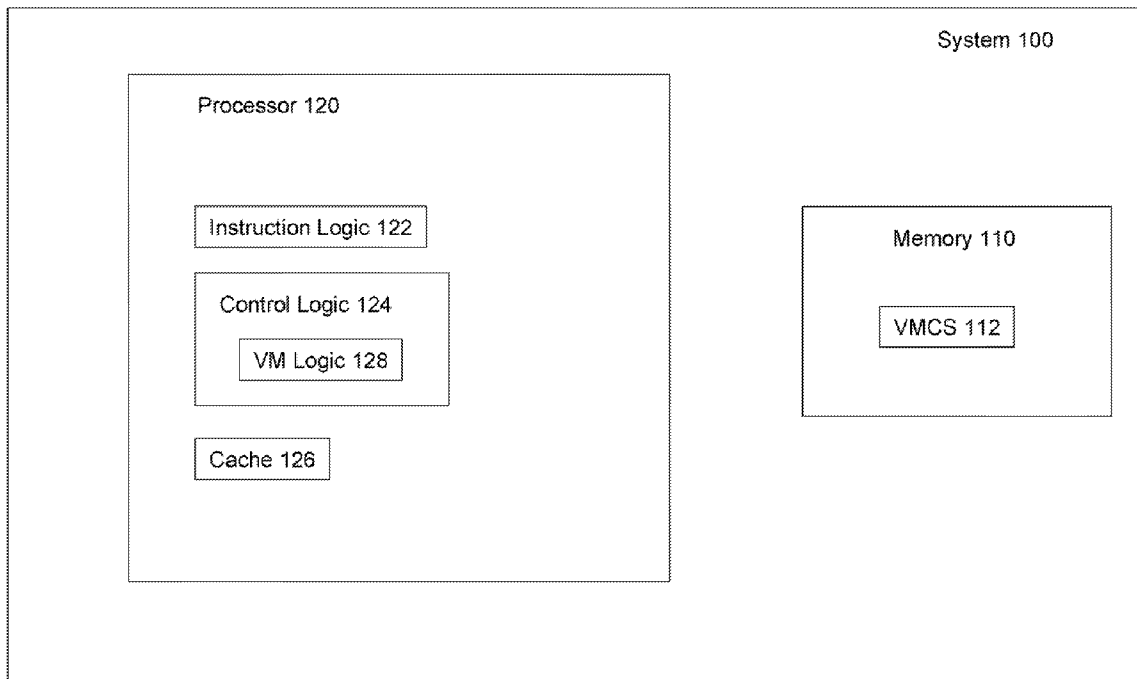 System 100
Processor 120
Instruction Logic 122
Control Logic 124
VM Logic 128
Cache 126
Memory 110
VMCS 112